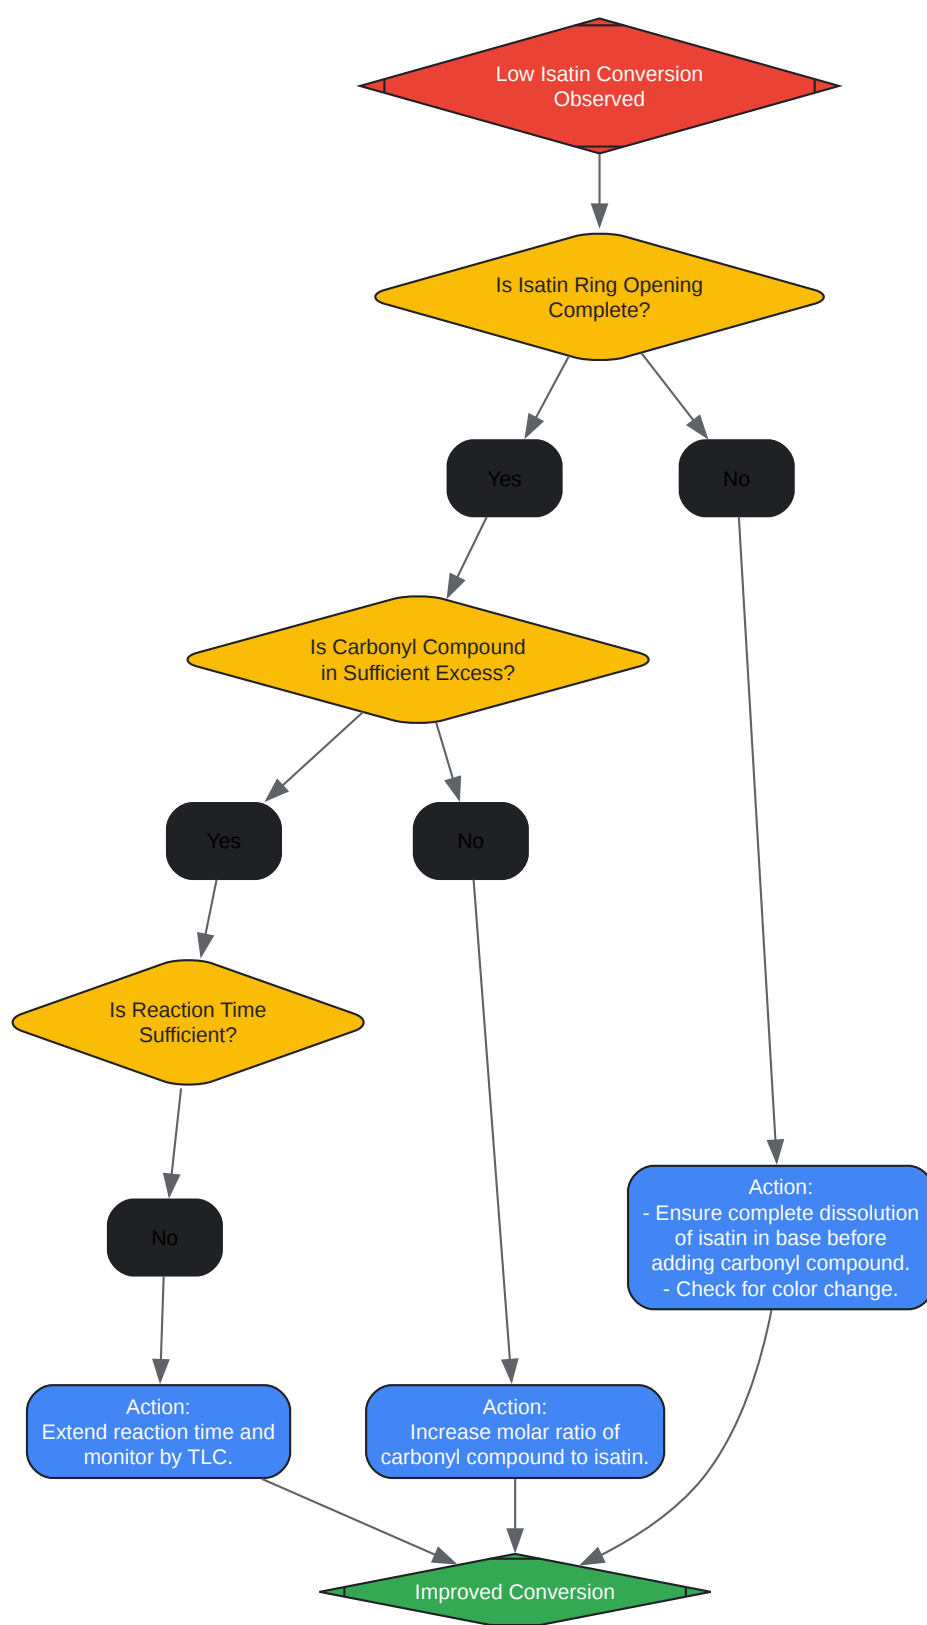 Low Isatin Conversion
Observed
Is Isatin Ring Opening
Complete?
Yes
No
Is Carbonyl Compound
in Sufficient Excess?
Yes
No
Is Reaction Time
Sufficient?
No
Action:
- Ensure complete dissolution
of isatin in base before
adding carbonyl compound.
- Check for color change.
Action:
Extend reaction time and
monitor by TLC.
Action:
Increase molar ratio of
carbonyl compound to isatin.
Improved Conversion